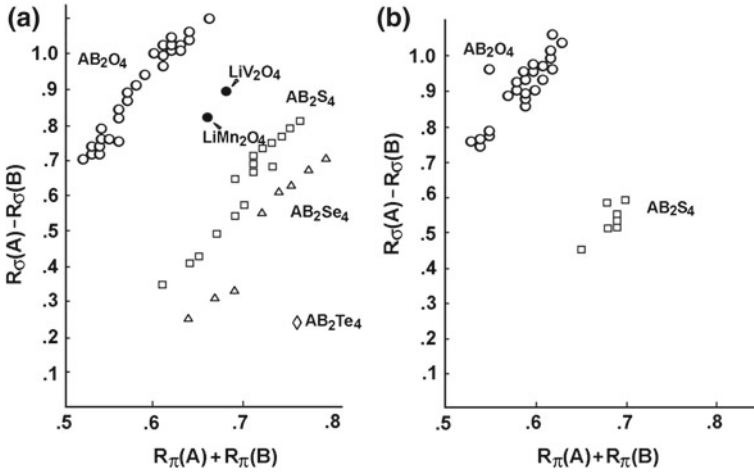 (a)
1.0
.9
.8
.7
.6
.5
.4
.3
.2
.1
.5 .6 .7 .8
Rσ(A) – Rσ(B)
Rπ(A) + Rπ(B)
AB₂O₄
LiV₂O₄
LiMn₂O₄
AB₂S₄
AB₂Se₄
AB₂Te₄
(b)
1.0
.9
.8
.7
.6
.5
.4
.3
.2
.1
.5 .6 .7 .8
Rσ(A) – Rσ(B)
Rπ(A) + Rπ(B)
AB₂O₄
AB₂S₄